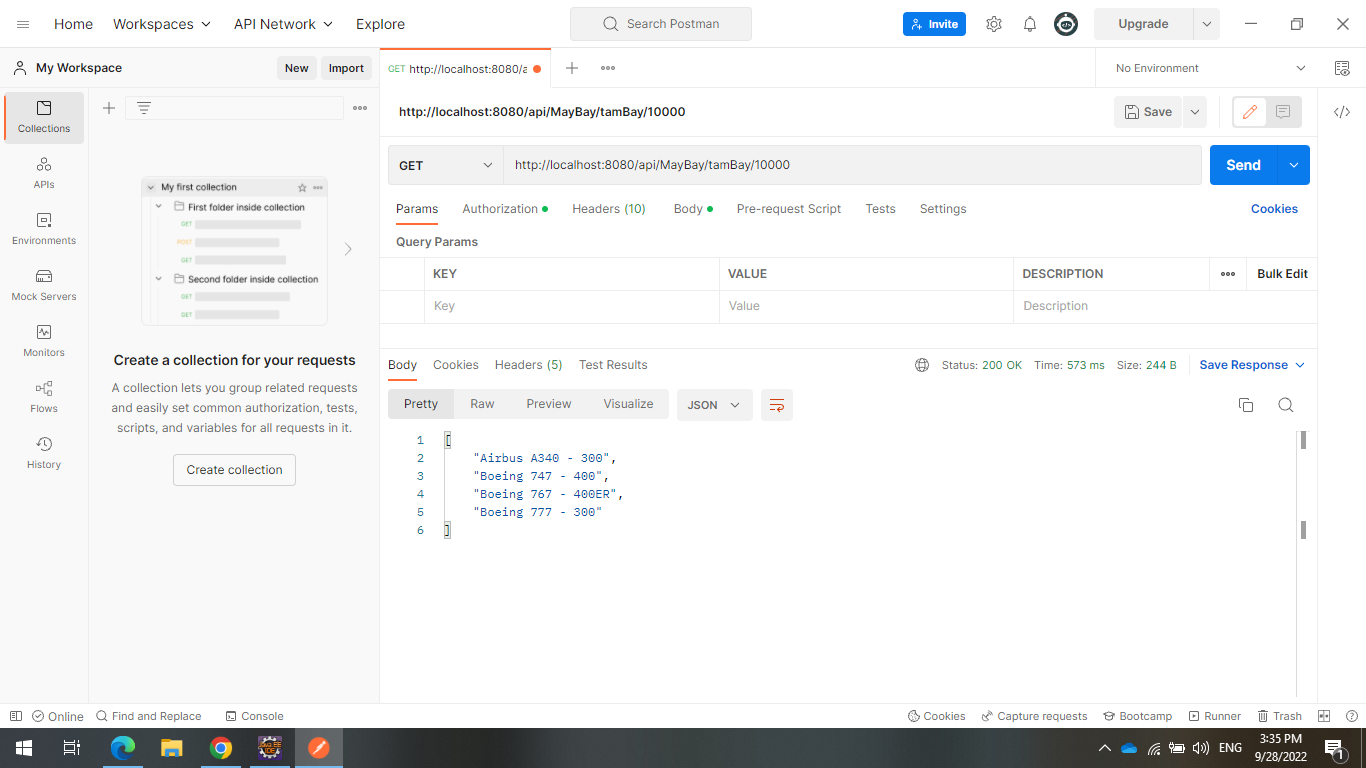 Home Workspaces API Network Explore Search Postman Invite Upgrade
My Workspace New Import GET http://localhost:8080/a No Environment
Collections
APIs
Environments
Mock Servers
Monitors
Flows
History
My first collection
First folder inside collection
GET
POST
GET
Second folder inside collection
GET
GET
Create a collection for your requests
A collection lets you group related requests
and easily set common authorization, tests,
scripts, and variables for all requests in it.
Create collection
http://localhost:8080/api/MayBay/tamBay/10000 Save
GET http://localhost:8080/api/MayBay/tamBay/10000 Send
Params Authorization Headers (10) Body Pre-request Script Tests Settings Cookies
Query Params
KEY VALUE DESCRIPTION Bulk Edit
Key Value Description
Body Cookies Headers (5) Test Results Status: 200 OK Time: 573 ms Size: 244 B Save Response
Pretty Raw Preview Visualize JSON
1 [
2 "Airbus A340 - 300",
3 "Boeing 747 - 400",
4 "Boeing 767 - 400ER",
5 "Boeing 777 - 300"
6 ]
Online Find and Replace Console Cookies Capture requests Bootcamp Runner Trash
ENG 3:35 PM
9/28/2022
1